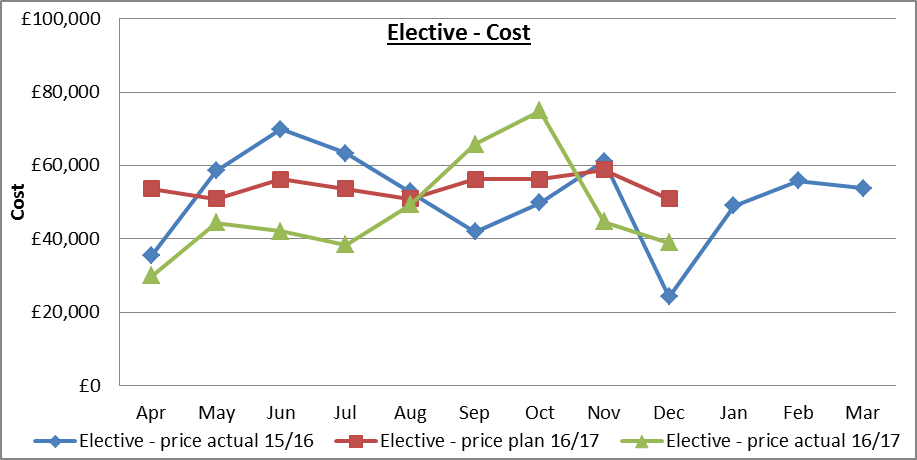 Elective - Cost
£100,000
£80,000
£60,000
£40,000
£20,000
£0
Cost
Apr May Jun Jul Aug Sep Oct Nov Dec Jan Feb Mar
Elective - price actual 15/16 Elective - price plan 16/17 Elective - price actual 16/17